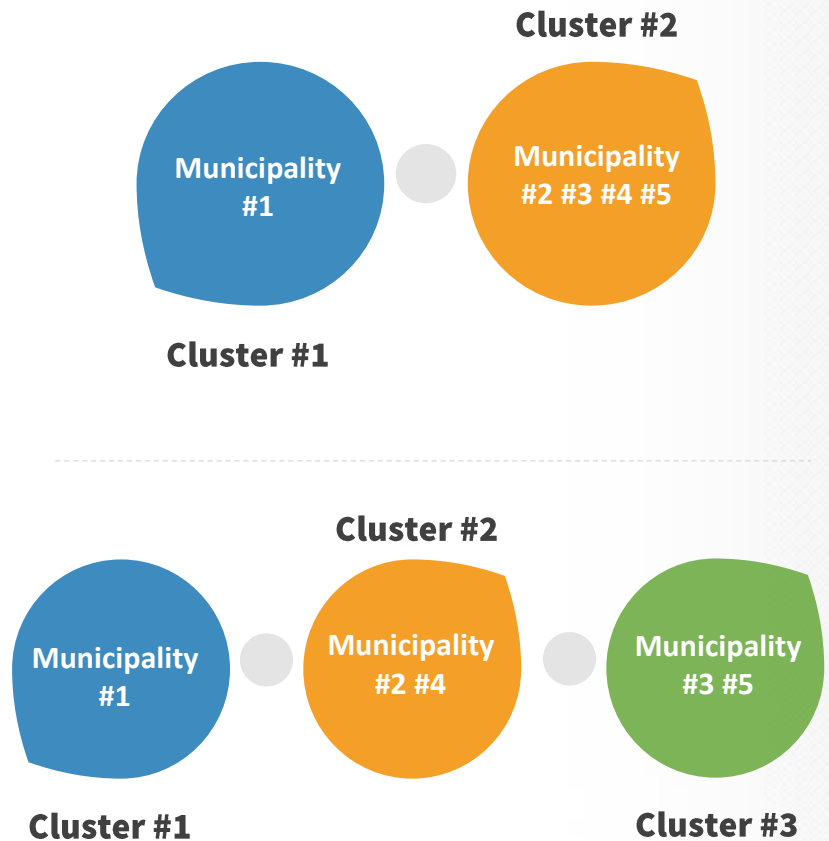 Cluster #2
Municipality
#1
Municipality
#2 #3 #4 #5
Cluster #1
Cluster #2
Municipality
#1
Municipality
#2 #4
Municipality
#3 #5
Cluster #1
Cluster #3